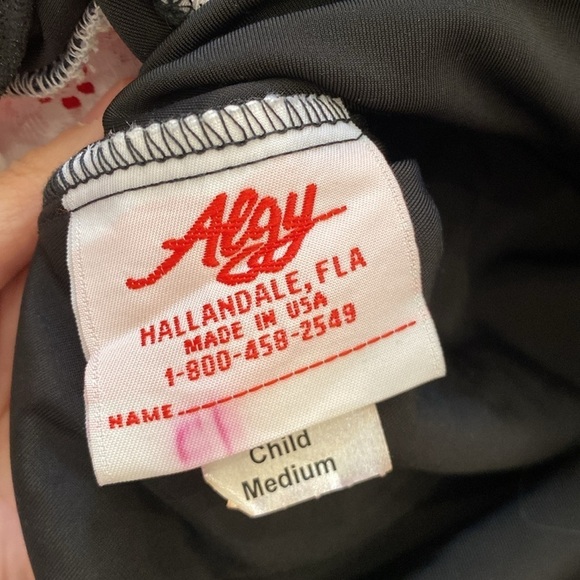 Algy
HALLANDALE, FLA
MADE IN USA
1-800-458-2549
NAME
Child
Medium